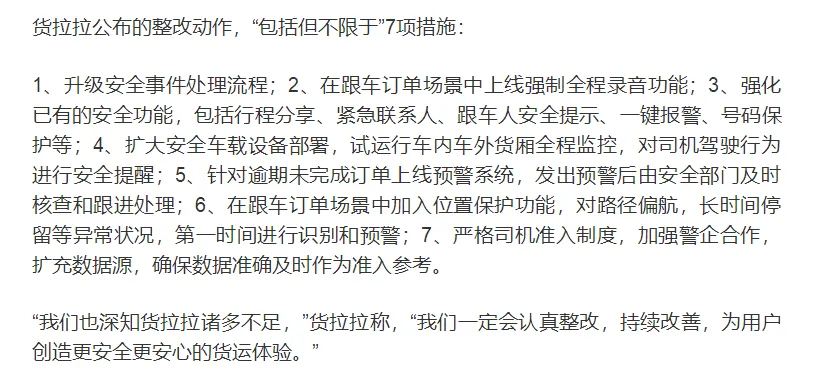 货拉拉公布的整改动作，“包括但不限于”7项措施：
1、升级安全事件处理流程；2、在跟车订单场景中上线强制全程录音功能；3、强化
已有的安全功能，包括行程分享、紧急联系人、跟车人安全提示、一键报警、号码保
护等；4、扩大安全车载设备部署，试运行车内车外货厢全程监控，对司机驾驶行为
进行安全提醒；5、针对逾期未完成订单上线预警系统，发出预警后由安全部门及时
核查和跟进处理；6、在跟车订单场景中加入位置保护功能，对路径偏航，长时间停
留等异常状况，第一时间进行识别和预警；7、严格司机准入制度，加强警企合作，
扩充数据源，确保数据准确及时作为准入参考。
“我们也深知货拉拉诸多不足，”货拉拉称，“我们一定会认真整改，持续改善，为用户
创造更安全更安心的货运体验。”